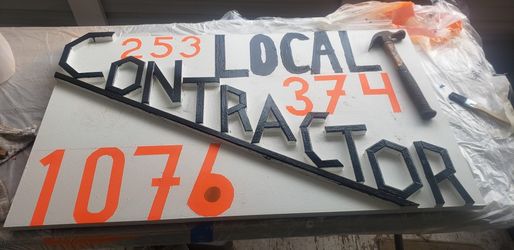 253 LOCAL
CONTRACTOR
374
1076